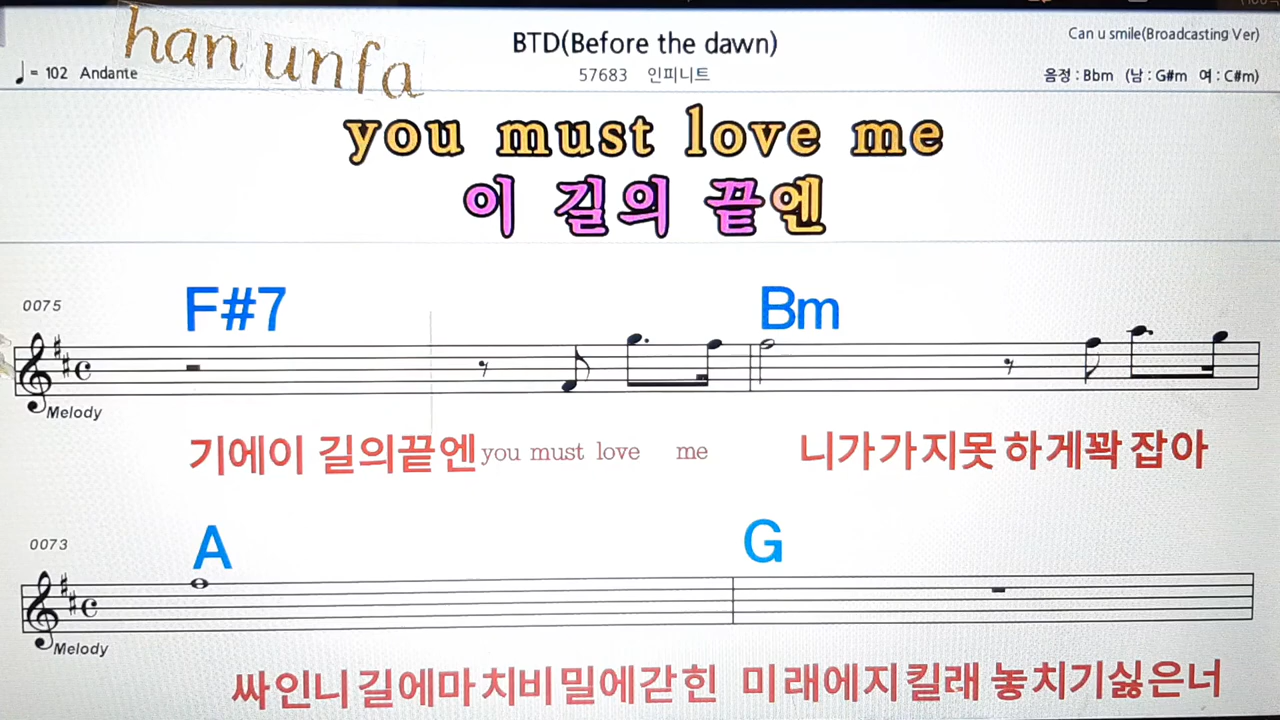 han unfa
BTD(Before the dawn)
Can u smile(Broadcasting Ver)
♩ = 102 Andante
57683 인피니트
음정 : Bbm (남 : G#m 여 : C#m)
you must love me
이 길의 끝엔
0075
F#7 Bm
Melody
기에이 길의끝엔 you must love me 니가가지못 하게꽉 잡아
0073
A G
Melody
싸인니 길에마 치비 밀에갇힌 미래에지킬래 놓치기싫은너